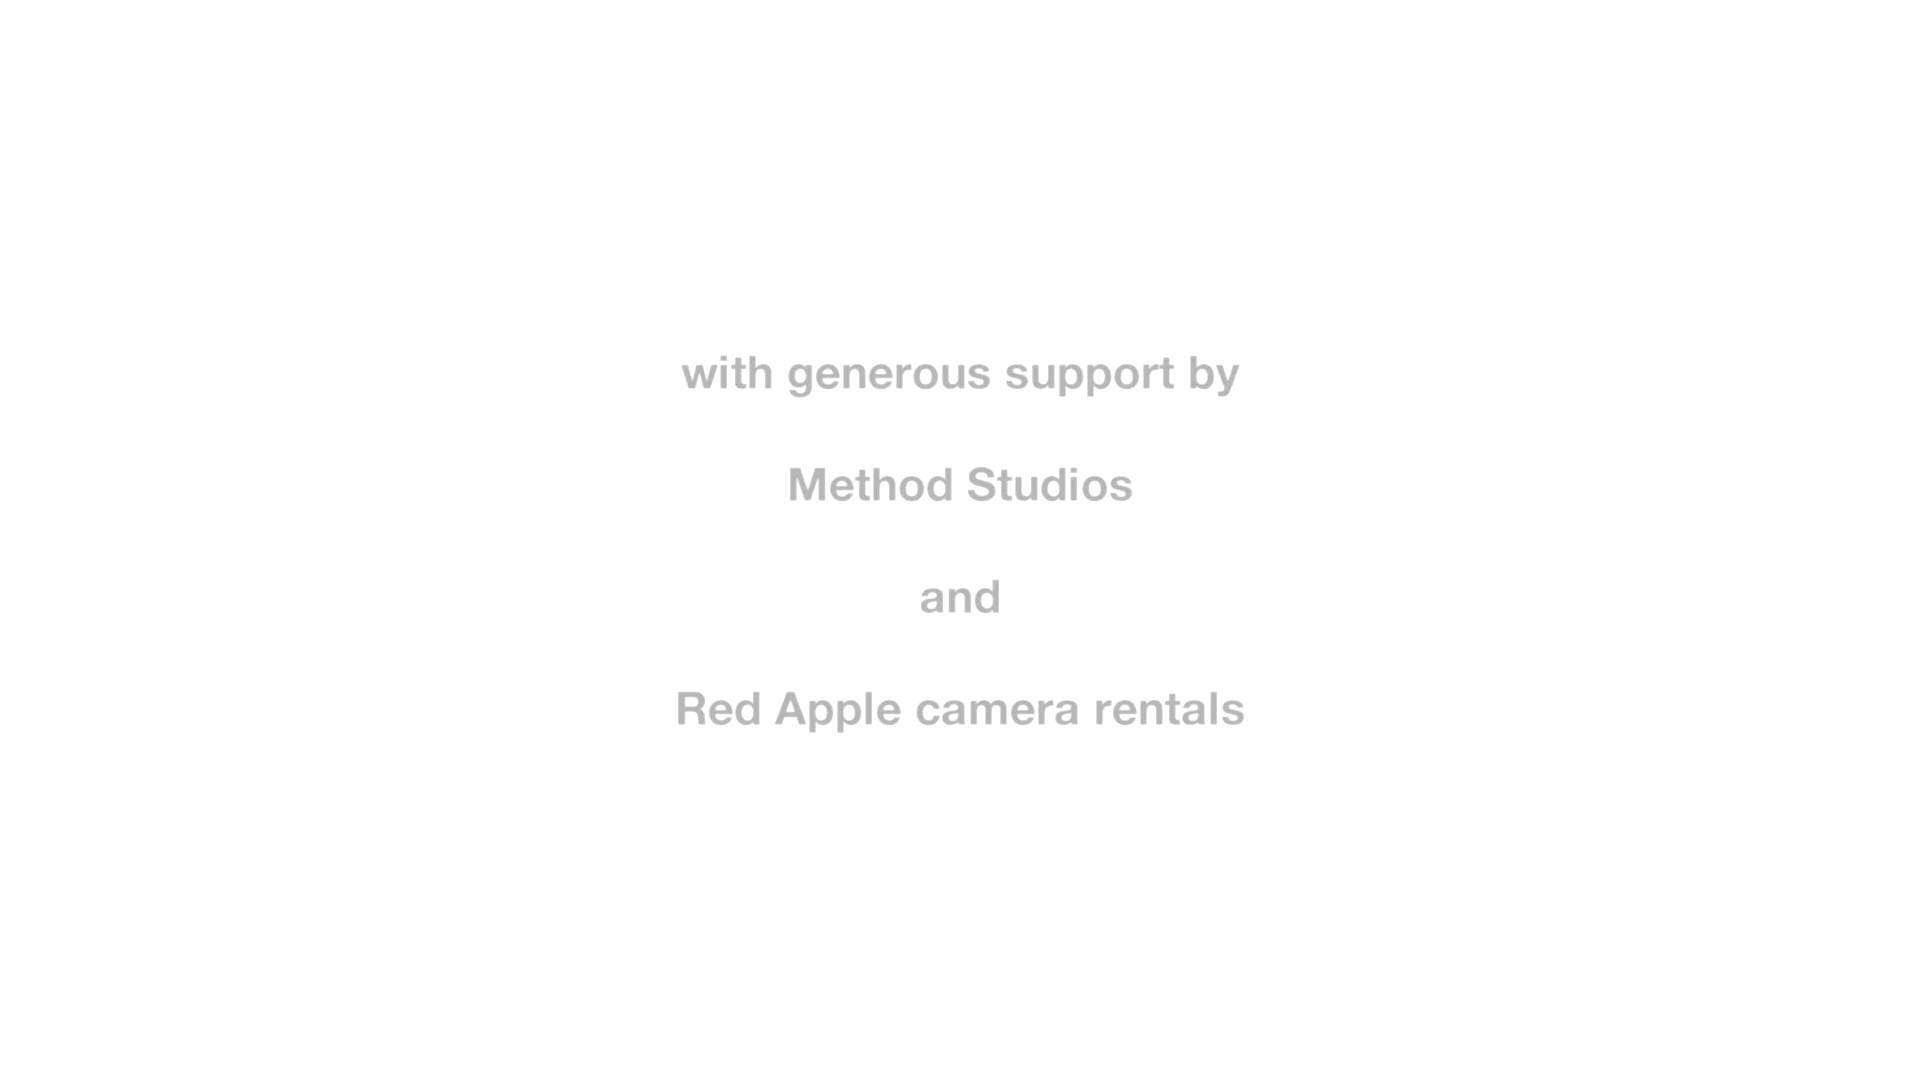 with generous support by
Method Studios
and
Red Apple camera rentals